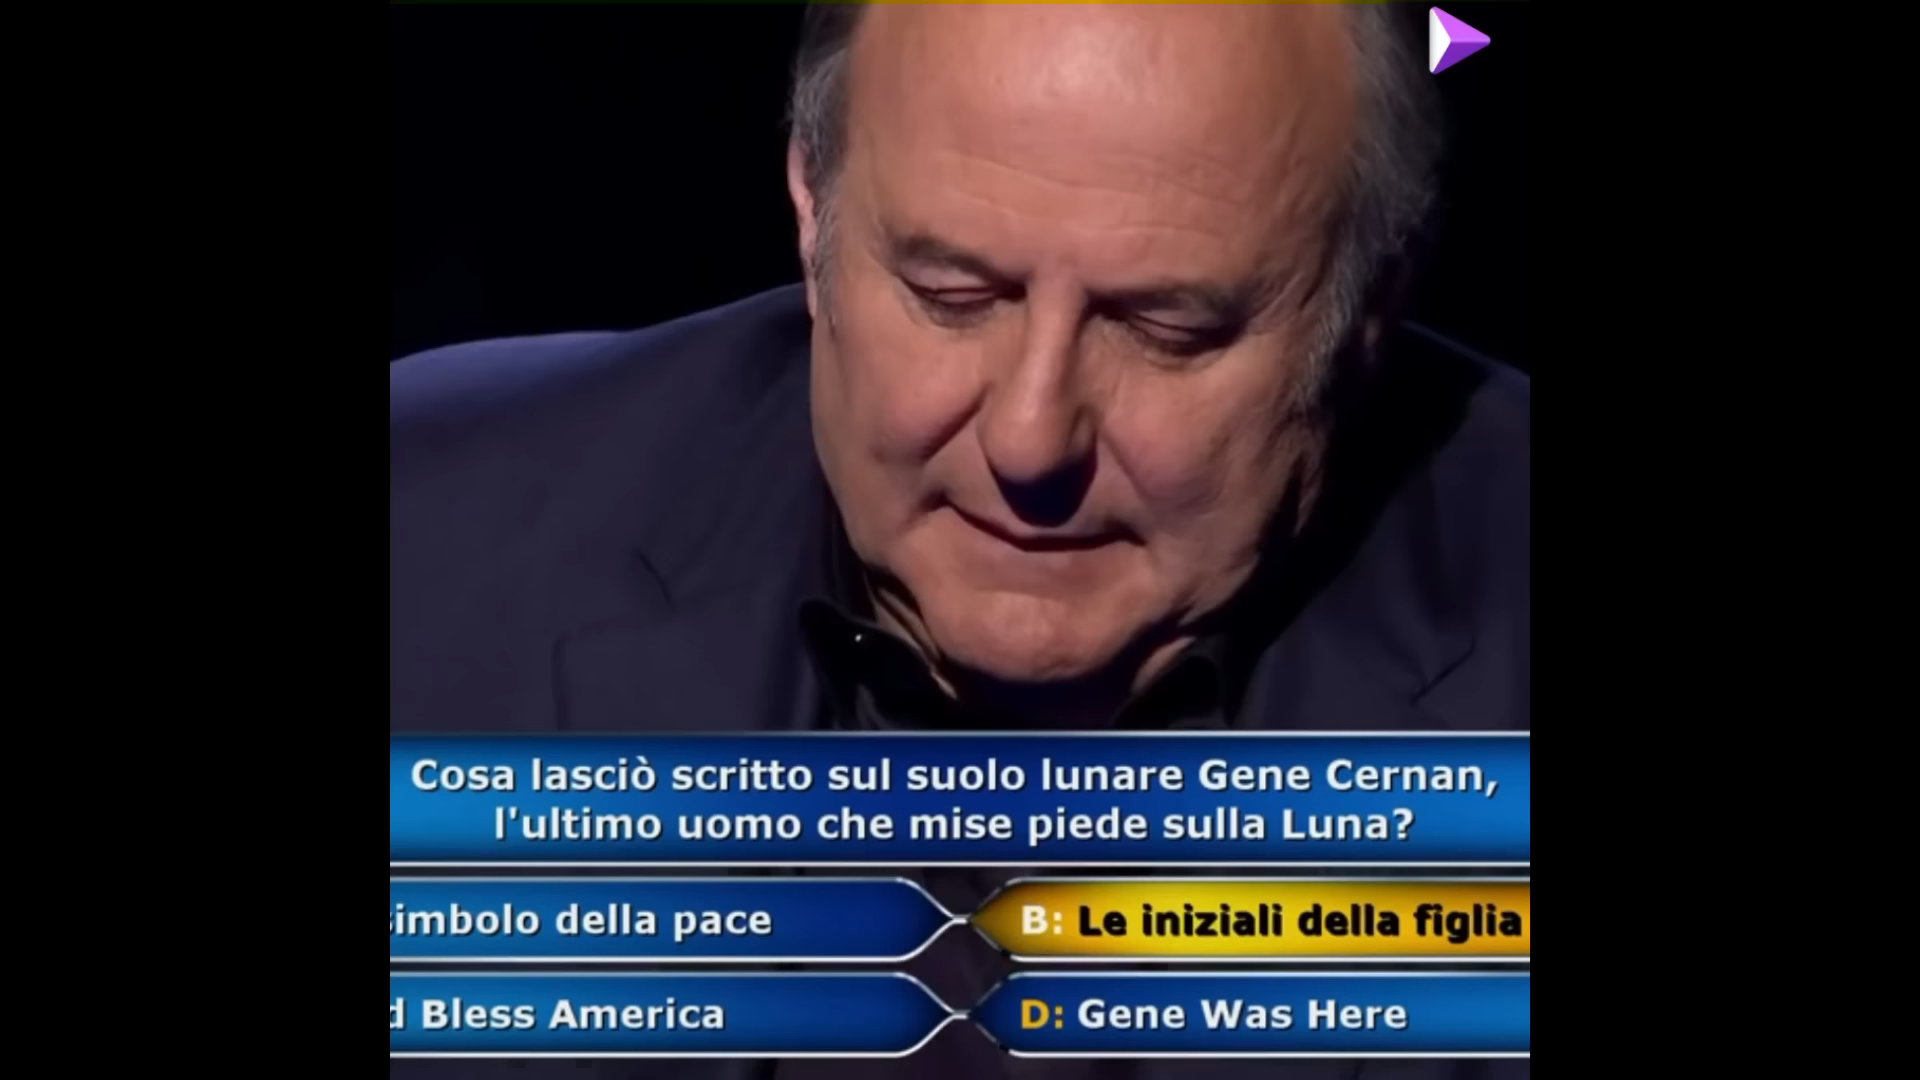 Cosa lasciò scritto sul suolo lunare Gene Cernan,
l'ultimo uomo che mise piede sulla Luna?
simbolo della pace
B: Le iniziali della figlia
d Bless America
D: Gene Was Here